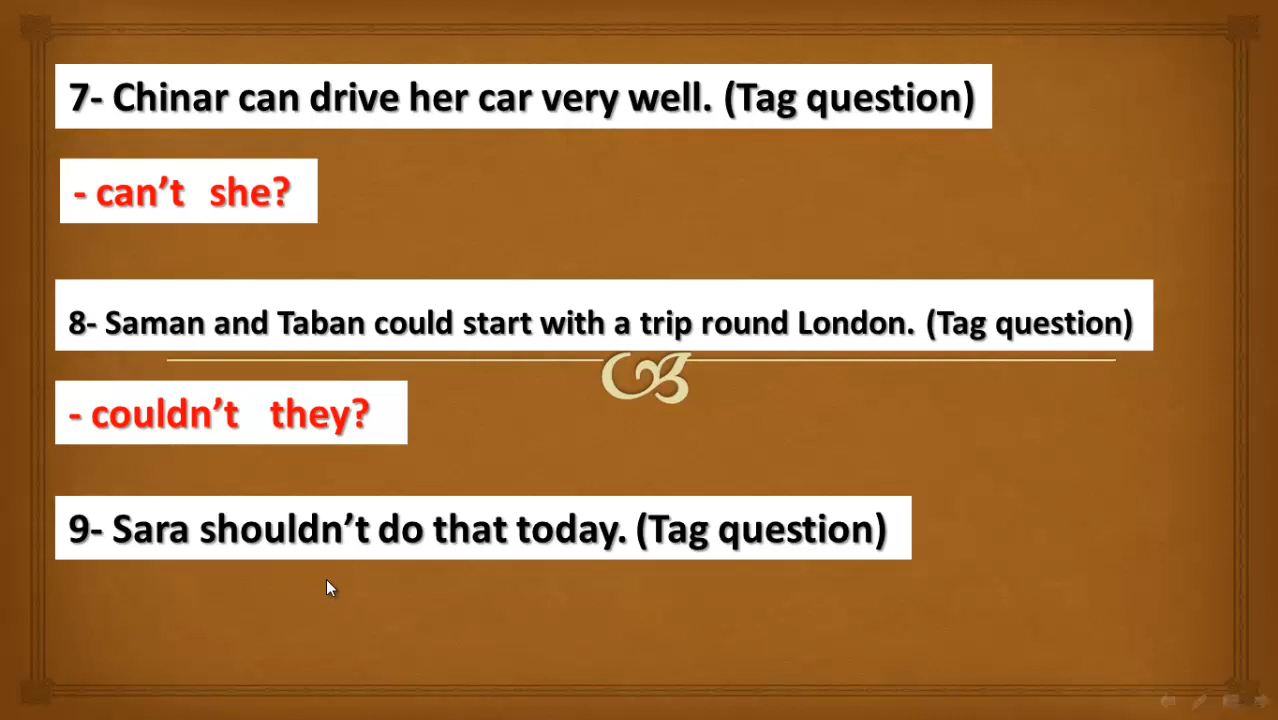 7- Chinar can drive her car very well. (Tag question)
- can’t she?
8- Saman and Taban could start with a trip round London. (Tag question)
- couldn’t they?
9- Sara shouldn’t do that today. (Tag question)